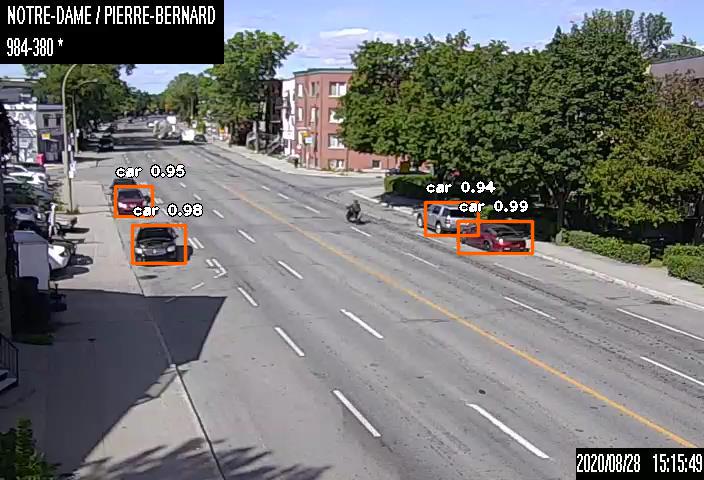 NOTRE-DAME / PIERRE-BERNARD
984-380 *
car 0.95
car 0.98
car 0.94
car 0.99
2020/08/28 15:15:49